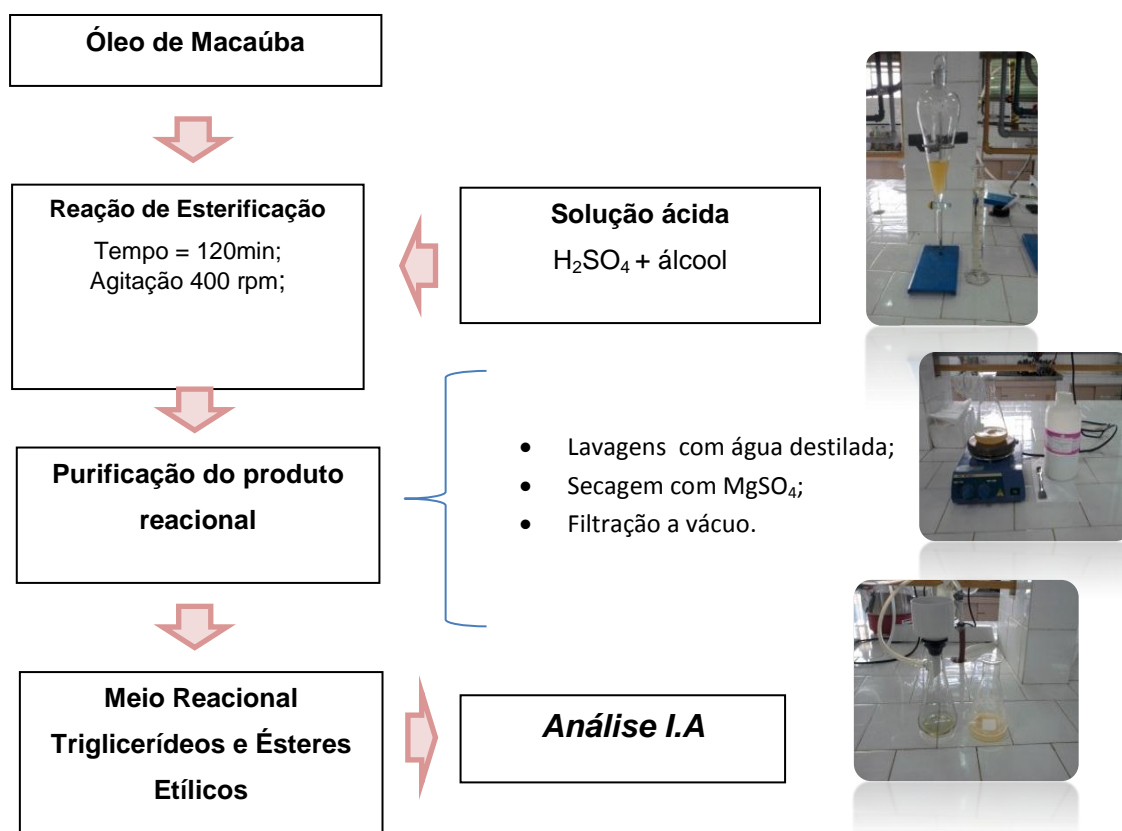 Óleo de Macaúba
Reação de Esterificação
Tempo = 120min;
Agitação 400 rpm;
Solução ácida
H₂SO₄ + álcool
Purificação do produto
reacional
• Lavagens com água destilada;
• Secagem com MgSO₄;
• Filtração a vácuo.
Meio Reacional
Triglicerídeos e Ésteres
Etílicos
Análise I.A